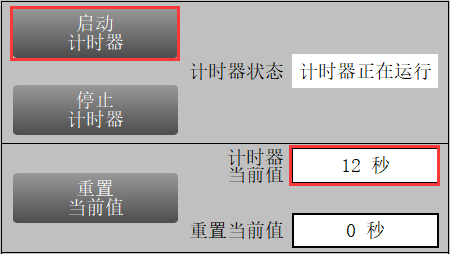 启动
计时器
计时器状态 计时器正在运行
停止
计时器
计时器
当前值
12 秒
重置
当前值
重置当前值 0 秒